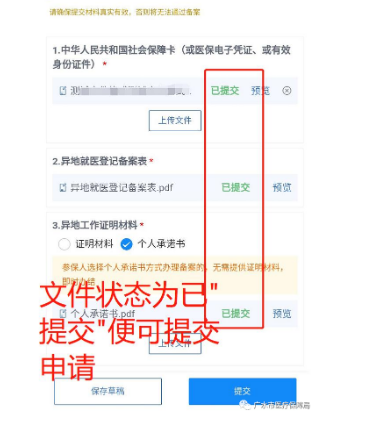 请确保提交材料真实有效，否则将无法通过备案
1.中华人民共和国社会保障卡（或医保电子凭证、或有效
身份证件）*
已提交 预览
上传文件
2.异地就医登记备案表*
异地就医登记备案表.pdf 已提交 预览
3.异地工作证明材料*
证明材料 个人承诺书
参保人选择个人承诺书方式办理备案的，无需提供证明材料，
文件状态为已"
提交"便可提交
申请
个人承诺书.pdf 已提交 预览
上传文件
保存草稿 提交